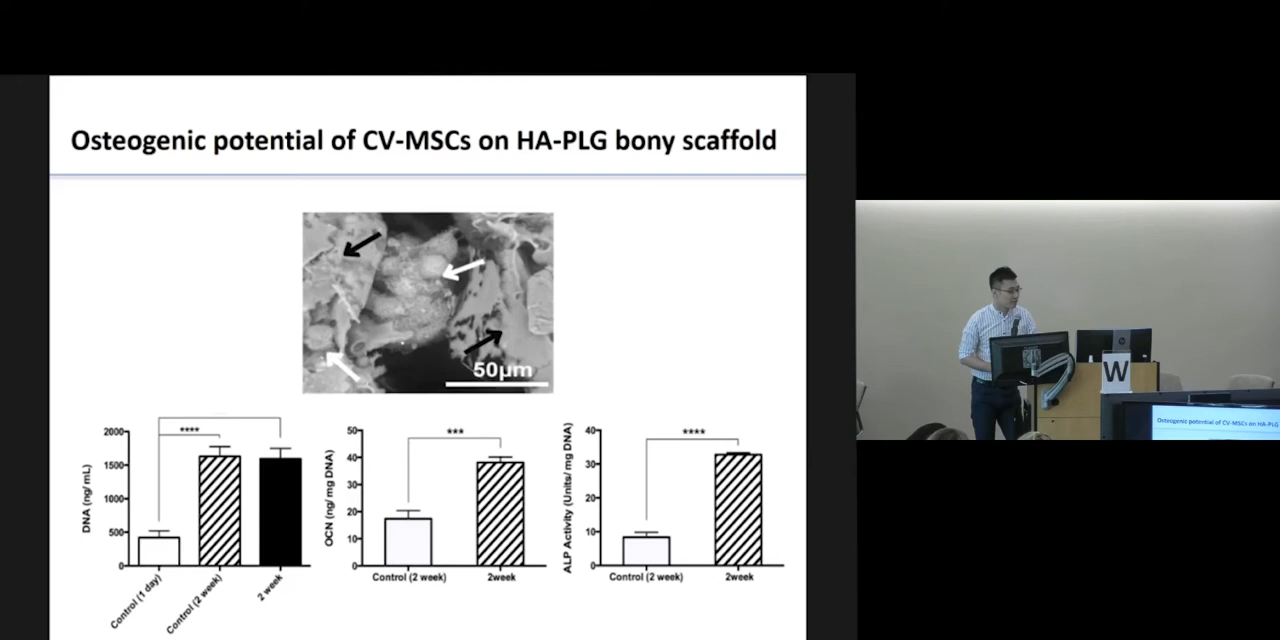 Osteogenic potential of CV-MSCs on HA-PLG bony scaffold
50µm
DNA (ng/mL)
2000
1500
1000
500
0
****
Control (1 day)
Control (2 week)
2 week
OCN (ng/ mg DNA)
50
40
30
20
10
0
***
Control (2 week)
2week
ALP Activity (Units/ mg DNA)
40
30
20
10
0
****
Control (2 week)
2week
W
Osteogenic potential of CV-MSCs on HA-PLG